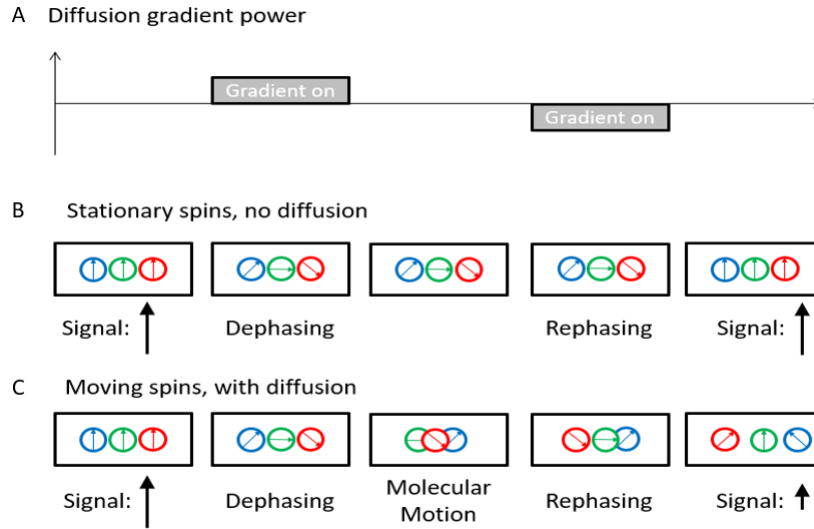 A Diffusion gradient power
Gradient on
Gradient on
B Stationary spins, no diffusion
Signal: Dephasing Rephasing Signal:
C Moving spins, with diffusion
Signal: Dephasing Molecular Motion Rephasing Signal: